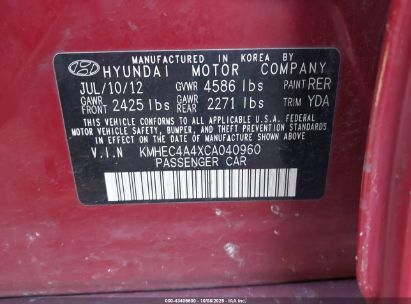 MANUFACTURED IN KOREA BY
HYUNDAI MOTOR COMPANY
JUL/10/12 GVWR 4586 lbs PAINT RER
GAWR FRONT 2425 lbs GAWR REAR 2271 lbs TRIM YDA
THIS VEHICLE CONFORMS TO ALL APPLICABLE U.S.A. FEDERAL
MOTOR VEHICLE SAFETY, BUMPER, AND THEFT PREVENTION STANDARDS
IN EFFECT ON THE DATE OF MANUFACTURE SHOWN ABOVE.
V.I.N KMHEC4A4XCA040960
PASSENGER CAR